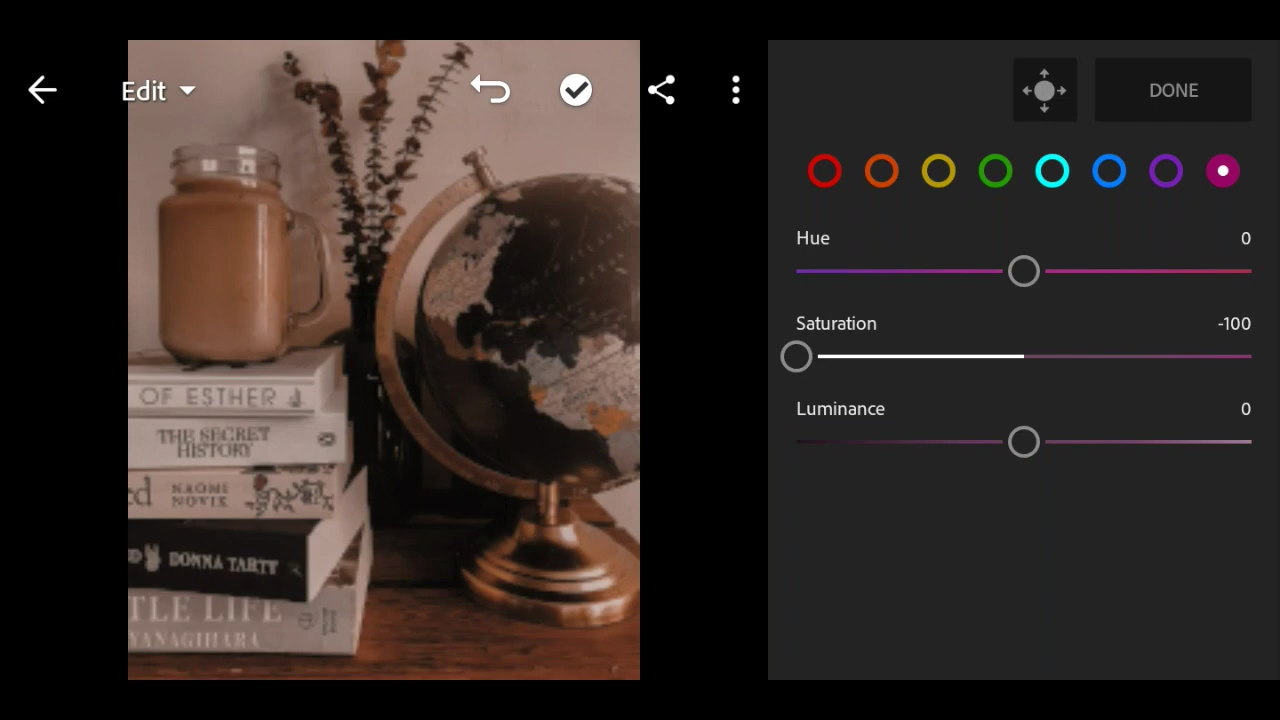 Edit
DONE
Hue 0
Saturation -100
Luminance 0
OF ESTHER
THE SECRET
HISTORY
ed NAOMI
NOVIK
D DONNA TARTT
TLE LIFE
YANAGIHARA